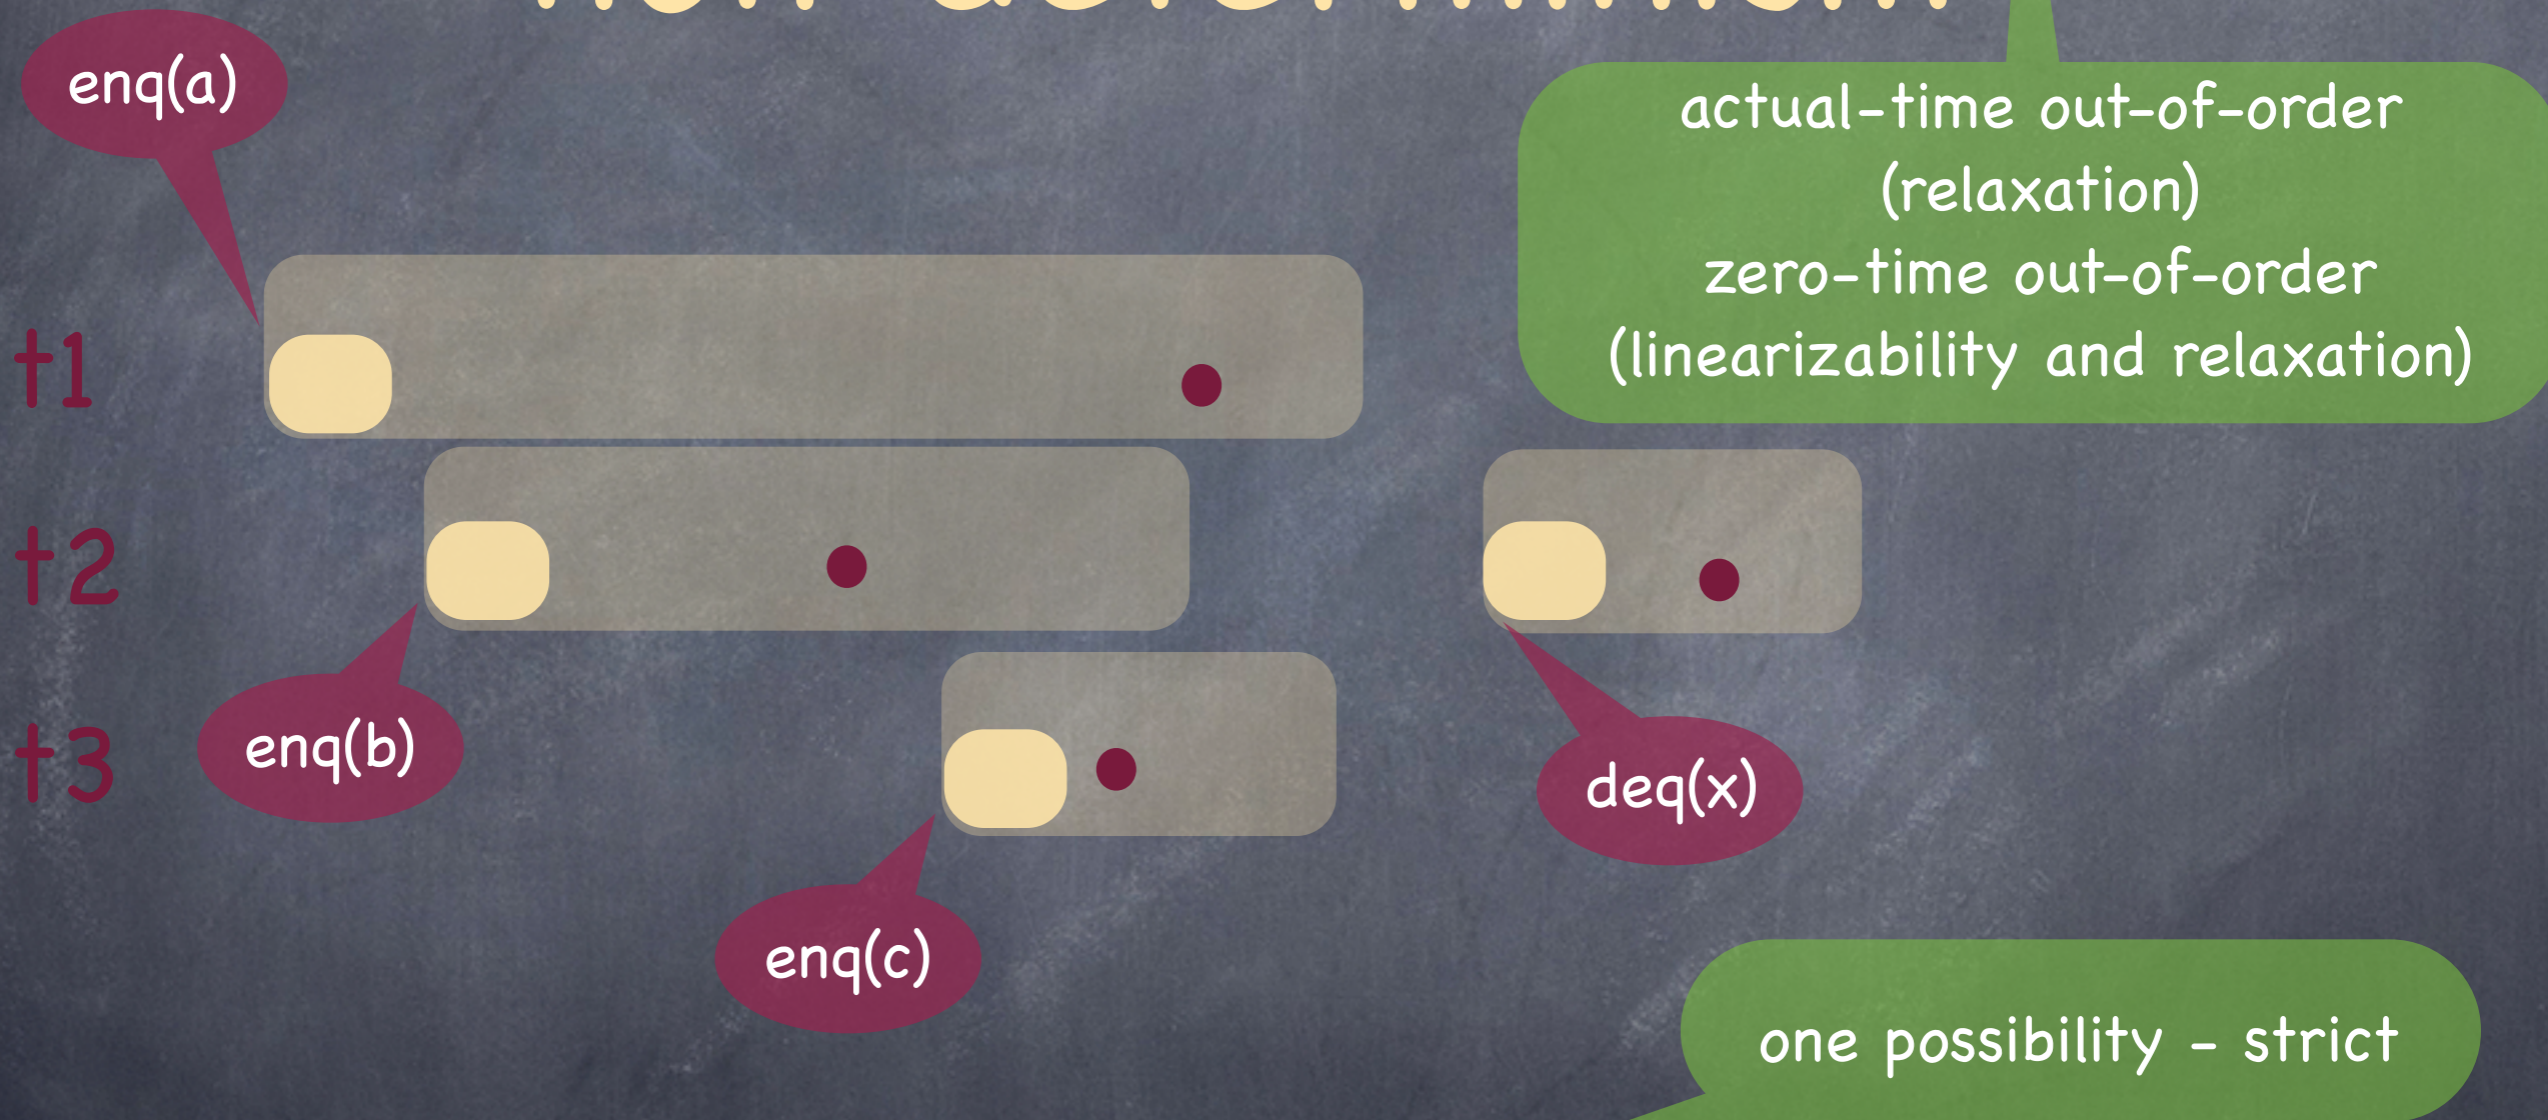 enq(a)
actual-time out-of-order
(relaxation)
zero-time out-of-order
(linearizability and relaxation)
t1
t2
enq(b)
t3
deq(x)
enq(c)
one possibility - strict